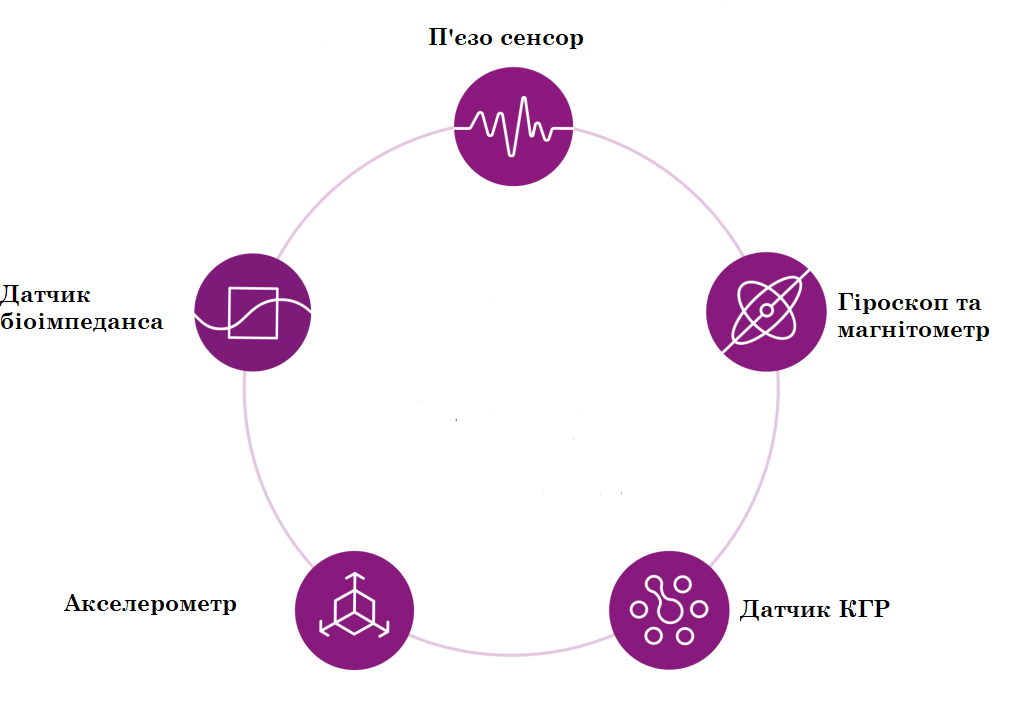 П'єзо сенсор
Датчик
біоімпеданса
Гіроскоп та
магнітометр
Акселерометр
Датчик КГР